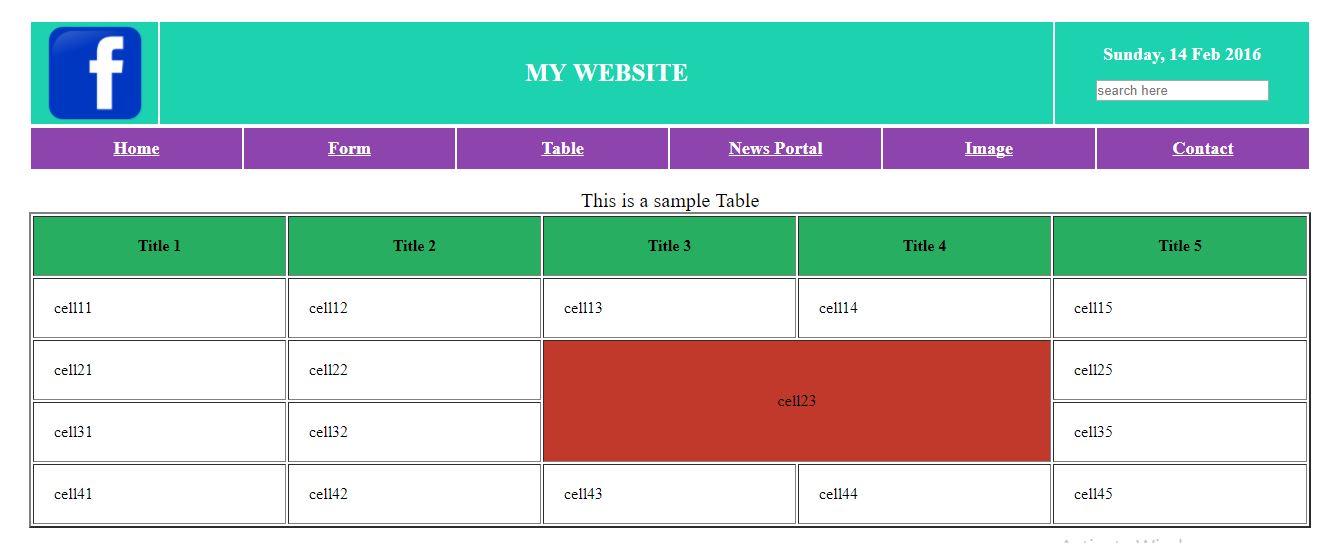 f
MY WEBSITE
Sunday, 14 Feb 2016
search here
Home Form Table News Portal Image Contact
This is a sample Table
Title 1 Title 2 Title 3 Title 4 Title 5
cell11 cell12 cell13 cell14 cell15
cell21 cell22 cell25
cell23
cell31 cell32 cell35
cell41 cell42 cell43 cell44 cell45